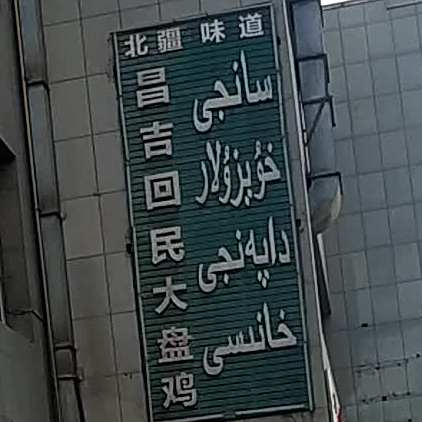 北疆味道
昌吉回民大盘鸡
سانجى
خۇيزۇلار
داپەنجى
خانىسى